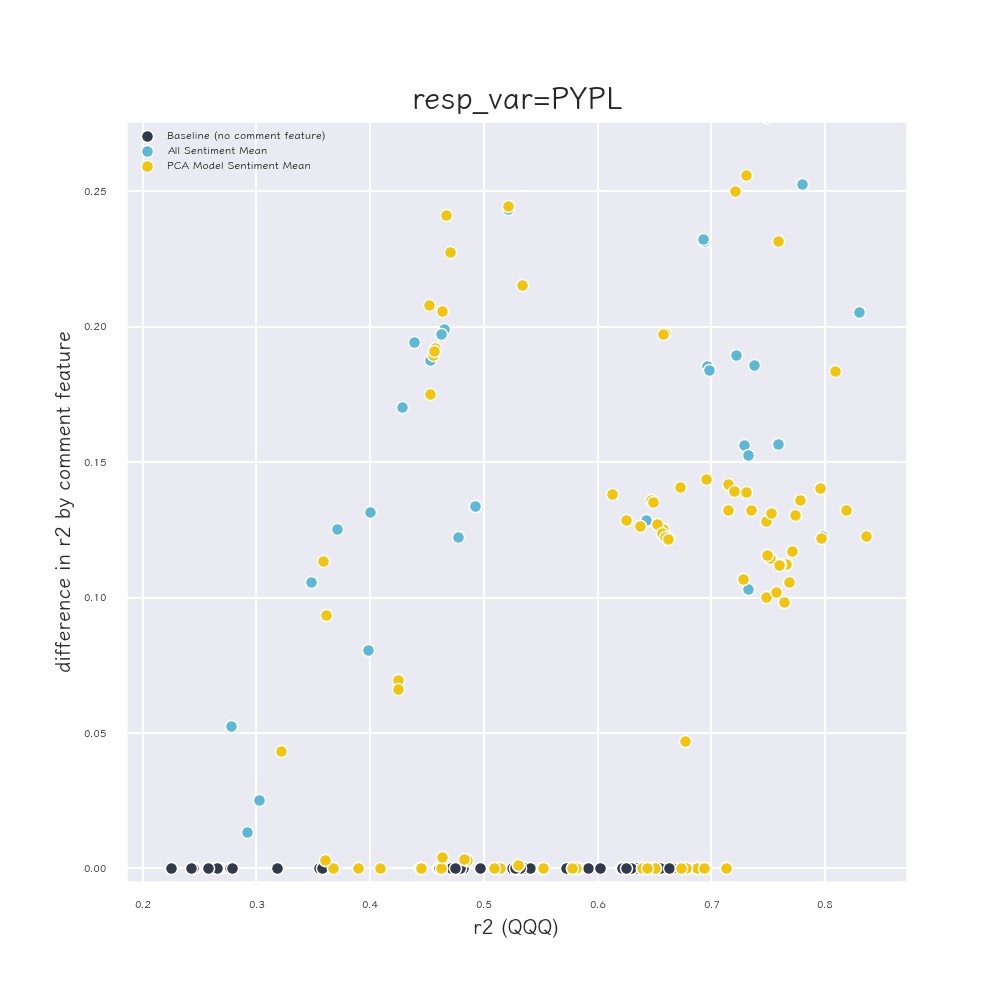 resp_var=PYPL
Baseline (no comment feature)
All Sentiment Mean
PCA Model Sentiment Mean
difference in r2 by comment feature
0.25
0.20
0.15
0.10
0.05
0.00
0.2 0.3 0.4 0.5 0.6 0.7 0.8
r2 (QQQ)